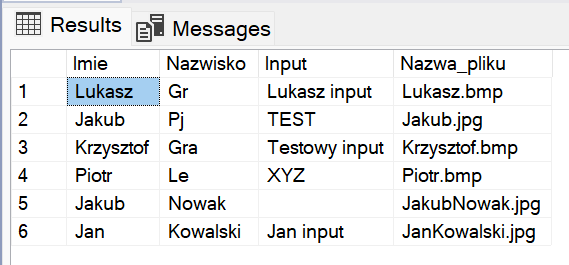 Results Messages
Imie Nazwisko Input Nazwa_pliku
1 Lukasz Gr Lukasz input Lukasz.bmp
2 Jakub Pj TEST Jakub.jpg
3 Krzysztof Gra Testowy input Krzysztof.bmp
4 Piotr Le XYZ Piotr.bmp
5 Jakub Nowak JakubNowak.jpg
6 Jan Kowalski Jan input JanKowalski.jpg